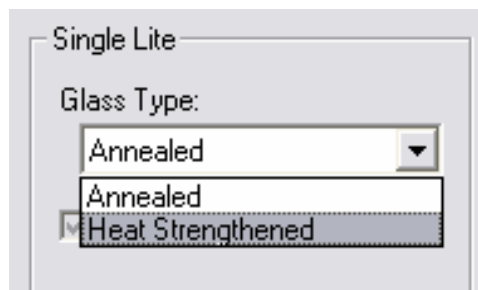 Single Lite
Glass Type:
Annealed
Annealed
Heat Strengthened